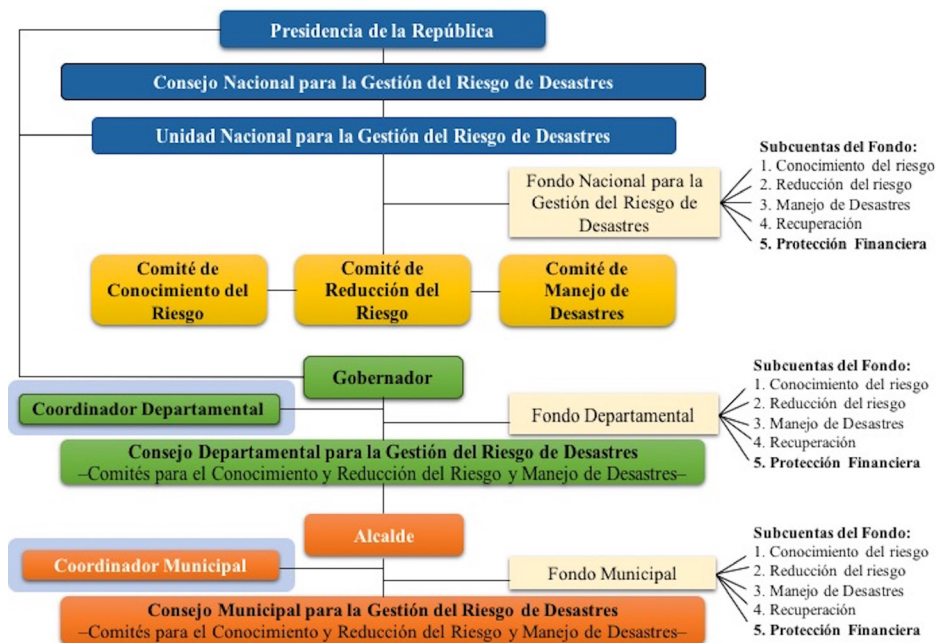 Presidencia de la República
Consejo Nacional para la Gestión del Riesgo de Desastres
Unidad Nacional para la Gestión del Riesgo de Desastres
Fondo Nacional para la
Gestión del Riesgo de
Desastres
Subcuentas del Fondo:
1. Conocimiento del riesgo
2. Reducción del riesgo
3. Manejo de Desastres
4. Recuperación
5. Protección Financiera
Comité de
Conocimiento del
Riesgo
Comité de
Reducción del
Riesgo
Comité de
Manejo de
Desastres
Gobernador
Coordinador Departamental
Fondo Departamental
Subcuentas del Fondo:
1. Conocimiento del riesgo
2. Reducción del riesgo
3. Manejo de Desastres
4. Recuperación
5. Protección Financiera
Consejo Departamental para la Gestión del Riesgo de Desastres
–Comités para el Conocimiento y Reducción del Riesgo y Manejo de Desastres–
Alcalde
Coordinador Municipal
Fondo Municipal
Subcuentas del Fondo:
1. Conocimiento del riesgo
2. Reducción del riesgo
3. Manejo de Desastres
4. Recuperación
5. Protección Financiera
Consejo Municipal para la Gestión del Riesgo de Desastres
–Comités para el Conocimiento y Reducción del Riesgo y Manejo de Desastres–